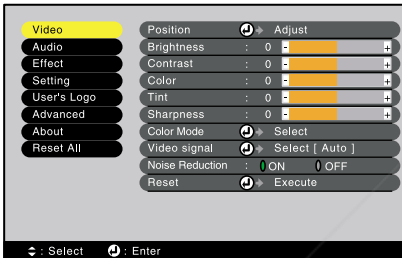 Video
Audio
Effect
Setting
User's Logo
Advanced
About
Reset All
Position Adjust
Brightness : 0 - +
Contrast : 0 - +
Color : 0 - +
Tint : 0 - +
Sharpness : 0 - +
Color Mode Select
Video signal Select [ Auto ]
Noise Reduction : ON OFF
Reset Execute
: Select : Enter